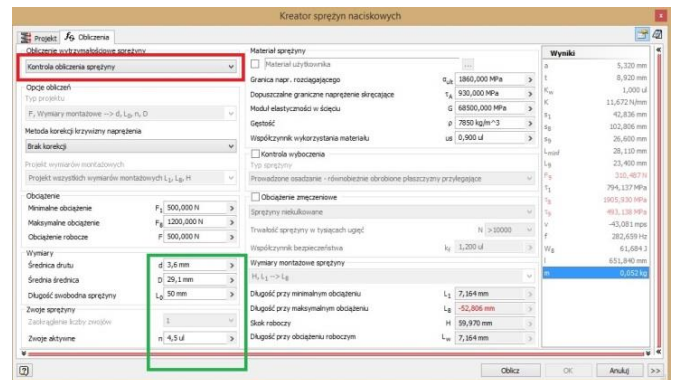 Kreator sprężyn naciskowych
Projekt
fG Obliczenia
Obliczenie wytrzymałościowe sprężyny
Kontrola obliczenia sprężyny
Opcje obliczeń
Typ projektu
F, Wymiary montażowe --> d, L0, n, D
Metoda korekcji krzywizny naprężenia
Brak korekcji
Projekt wymiarów montażowych
Projekt wszystkich wymiarów montażowych L1, L8, H
Obciążenie
Minimalne obciążenie F1 500,000 N
Maksymalne obciążenie F8 1200,000 N
Obciążenie robocze F 500,000 N
Wymiary
Średnica drutu d 3,6 mm
Średnia średnica D 29,1 mm
Długość swobodna sprężyny L0 50 mm
Zwoje sprężyny
Zaokrąglenie liczby zwojów 1
Zwoje aktywne n 4,5 ul
Materiał sprężyny
Materiał użytkownika ...
Granica napr. rozciągającego σult 1860,000 MPa
Dopuszczalne graniczne naprężenie skręcające τA 930,000 MPa
Moduł elastyczności w ścięciu G 68500,000 MPa
Gęstość ρ 7850 kg/m^3
Współczynnik wykorzystania materiału us 0,900 ul
Kontrola wyboczenia
Typ sprężyny
Prowadzone osadzanie - równobieżnie obrobione płaszczyzny przylegające
Obciążenie zmęczeniowe
Sprężyny niekulkowane
Trwałość sprężyny w tysiącach ugięć N >10000
Współczynnik bezpieczeństwa kf 1,200 ul
Wymiary montażowe sprężyny
H, L1 --> L8
Długość przy minimalnym obciążeniu L1 7,164 mm
Długość przy maksymalnym obciążeniu L8 -52,806 mm
Skok roboczy H 59,970 mm
Długość przy obciążeniu roboczym Lw 7,164 mm
Wyniki
a 5,320 mm
t 8,920 mm
Kw 1,000 ul
K 11,672 N/mm
s1 42,836 mm
s8 102,806 mm
s9 26,600 mm
Lminf 28,110 mm
L9 23,400 mm
F9 310,487 N
τ1 794,137 MPa
τ8 1905,930 MPa
τ9 493,138 MPa
v -43,081 mps
f 282,659 Hz
W8 61,684 J
l 651,840 mm
m 0,052 kg
Oblicz
OK
Anuluj
>>